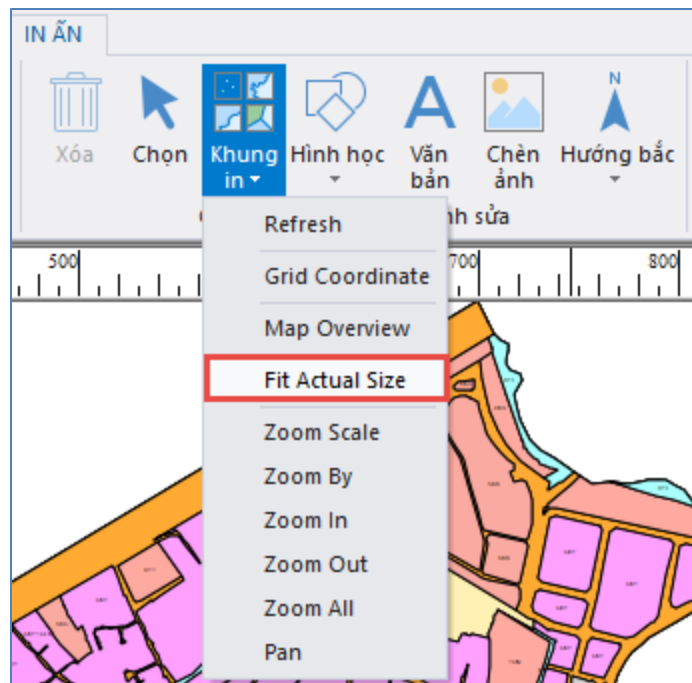 IN ẤN
N
Xóa
Chọn
Khung
in
Hình học
Văn
bản
Chèn
ảnh
Hướng bắc
nh sửa
Refresh
500
700
800
Grid Coordinate
Map Overview
Fit Actual Size
Zoom Scale
Zoom By
Zoom In
Zoom Out
Zoom All
Pan